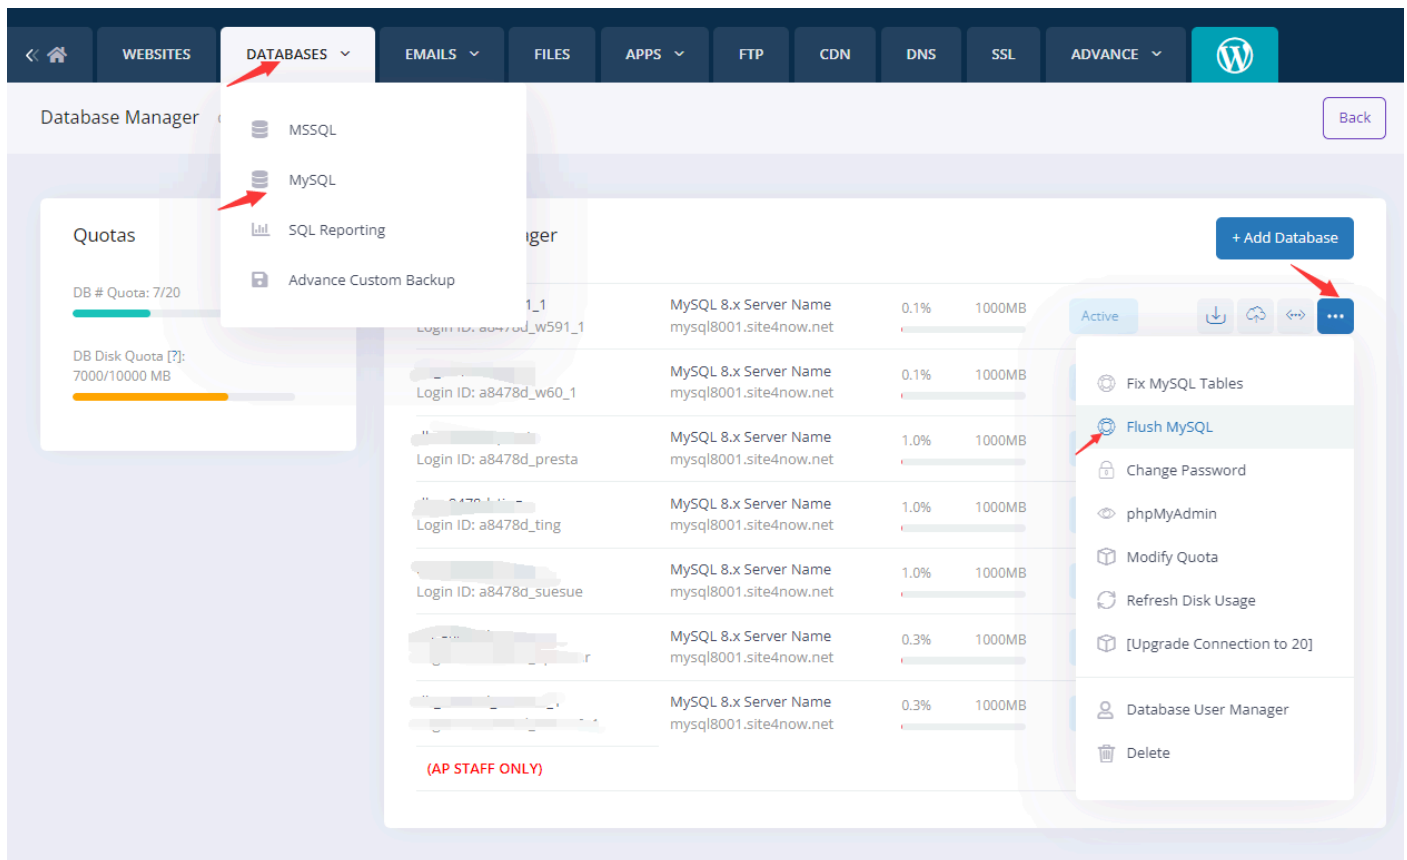 WEBSITES
DATABASES
EMAILS
FILES
APPS
FTP
CDN
DNS
SSL
ADVANCE
Database Manager
Back
MSSQL
MySQL
SQL Reporting
Advance Custom Backup
Quotas
DB # Quota: 7/20
DB Disk Quota [?]:
7000/10000 MB
+ Add Database
MySQL 8.x Server Name 0.1% 1000MB Active
Login ID: a8478d_w591_1 mysql8001.site4now.net
MySQL 8.x Server Name 0.1% 1000MB
Login ID: a8478d_w60_1 mysql8001.site4now.net
MySQL 8.x Server Name 1.0% 1000MB
Login ID: a8478d_presta mysql8001.site4now.net
MySQL 8.x Server Name 1.0% 1000MB
Login ID: a8478d_ting mysql8001.site4now.net
MySQL 8.x Server Name 1.0% 1000MB
Login ID: a8478d_suesue mysql8001.site4now.net
MySQL 8.x Server Name 0.3% 1000MB
mysql8001.site4now.net
MySQL 8.x Server Name 0.3% 1000MB
mysql8001.site4now.net
(AP STAFF ONLY)
Fix MySQL Tables
Flush MySQL
Change Password
phpMyAdmin
Modify Quota
Refresh Disk Usage
[Upgrade Connection to 20]
Database User Manager
Delete